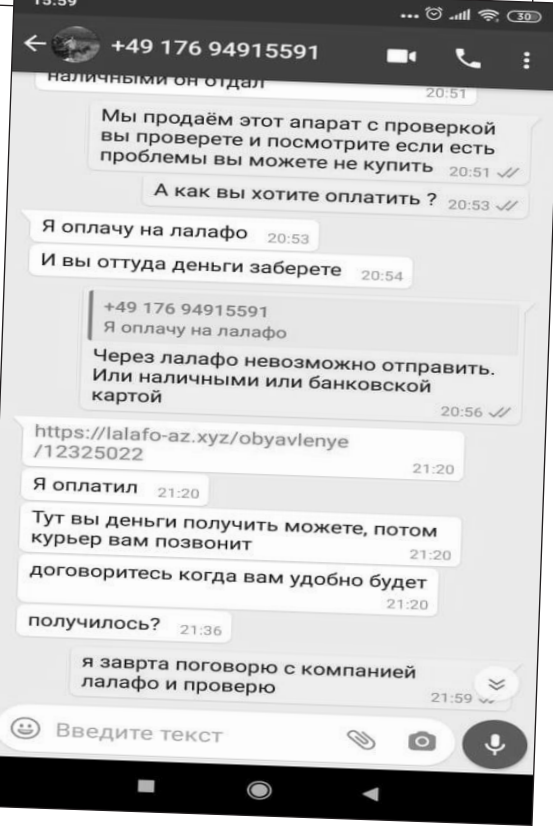 15:59
30
+49 176 94915591
наличными он отдал
20:51
Мы продаём этот апарат с проверкой
вы проверете и посмотрите если есть
проблемы вы можете не купить 20:51
А как вы хотите оплатить ? 20:53
Я оплачу на лалафо 20:53
И вы оттуда деньги заберете 20:54
+49 176 94915591
Я оплачу на лалафо
Через лалафо невозможно отправить.
Или наличными или банковской
картой
20:56
https://lalafo-az.xyz/obyavlenye
/12325022
21:20
Я оплатил 21:20
Тут вы деньги получить можете, потом
курьер вам позвонит
21:20
договоритесь когда вам удобно будет
21:20
получилось? 21:36
я заврта поговорю с компанией
лалафо и проверю
21:59
Введите текст